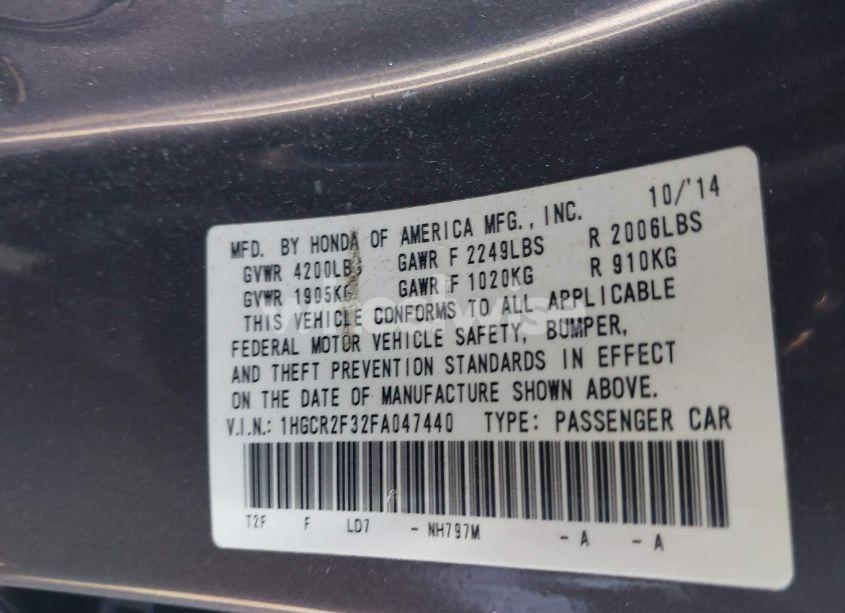 MFD. BY HONDA OF AMERICA MFG., INC. 10/'14
GVWR 4200LBS GAWR F 2249LBS R 2006LBS
GVWR 1905KG GAWR F 1020KG R 910KG
THIS VEHICLE CONFORMS TO ALL APPLICABLE
FEDERAL MOTOR VEHICLE SAFETY, BUMPER,
AND THEFT PREVENTION STANDARDS IN EFFECT
ON THE DATE OF MANUFACTURE SHOWN ABOVE.
V.I.N.: 1HGCR2F32FA047440 TYPE: PASSENGER CAR
T2F F LD7 - NH797M - A - A